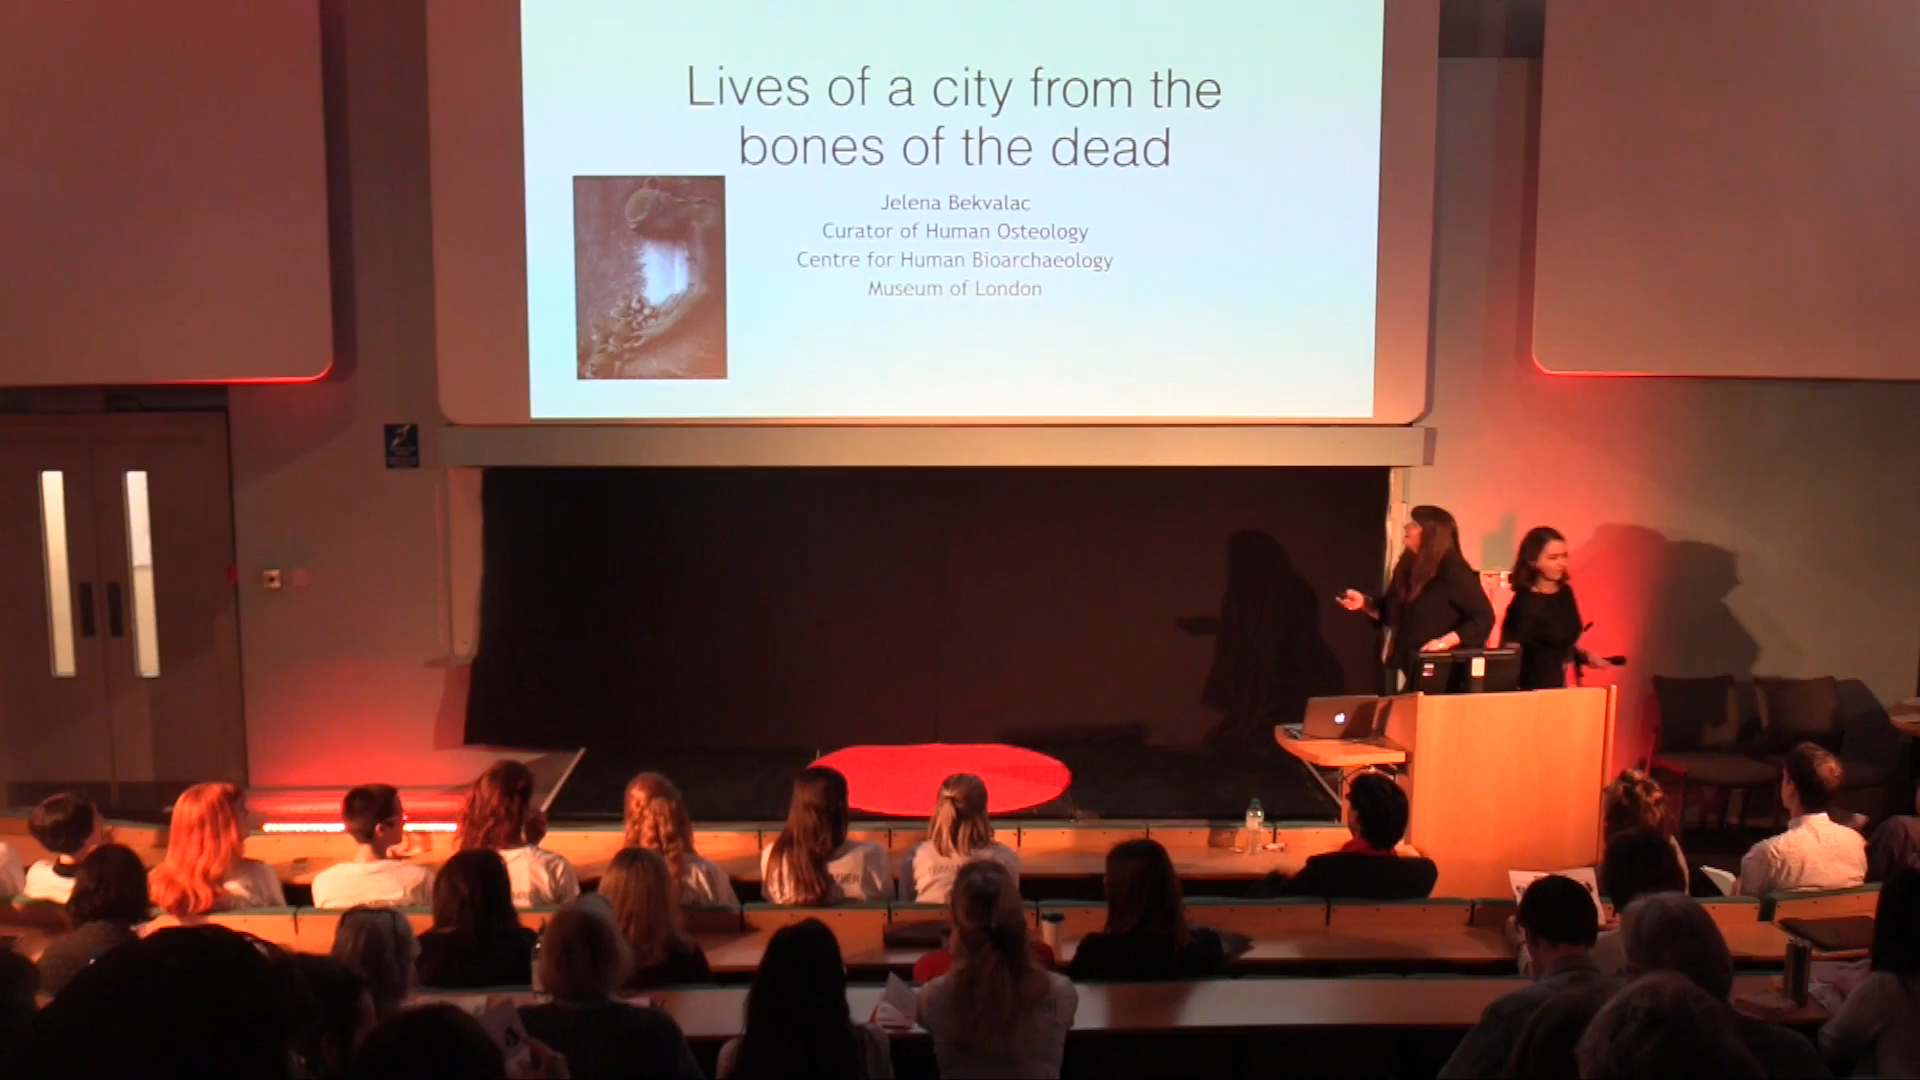 Lives of a city from the
bones of the dead
Jelena Bekvalac
Curator of Human Osteology
Centre for Human Bioarchaeology
Museum of London